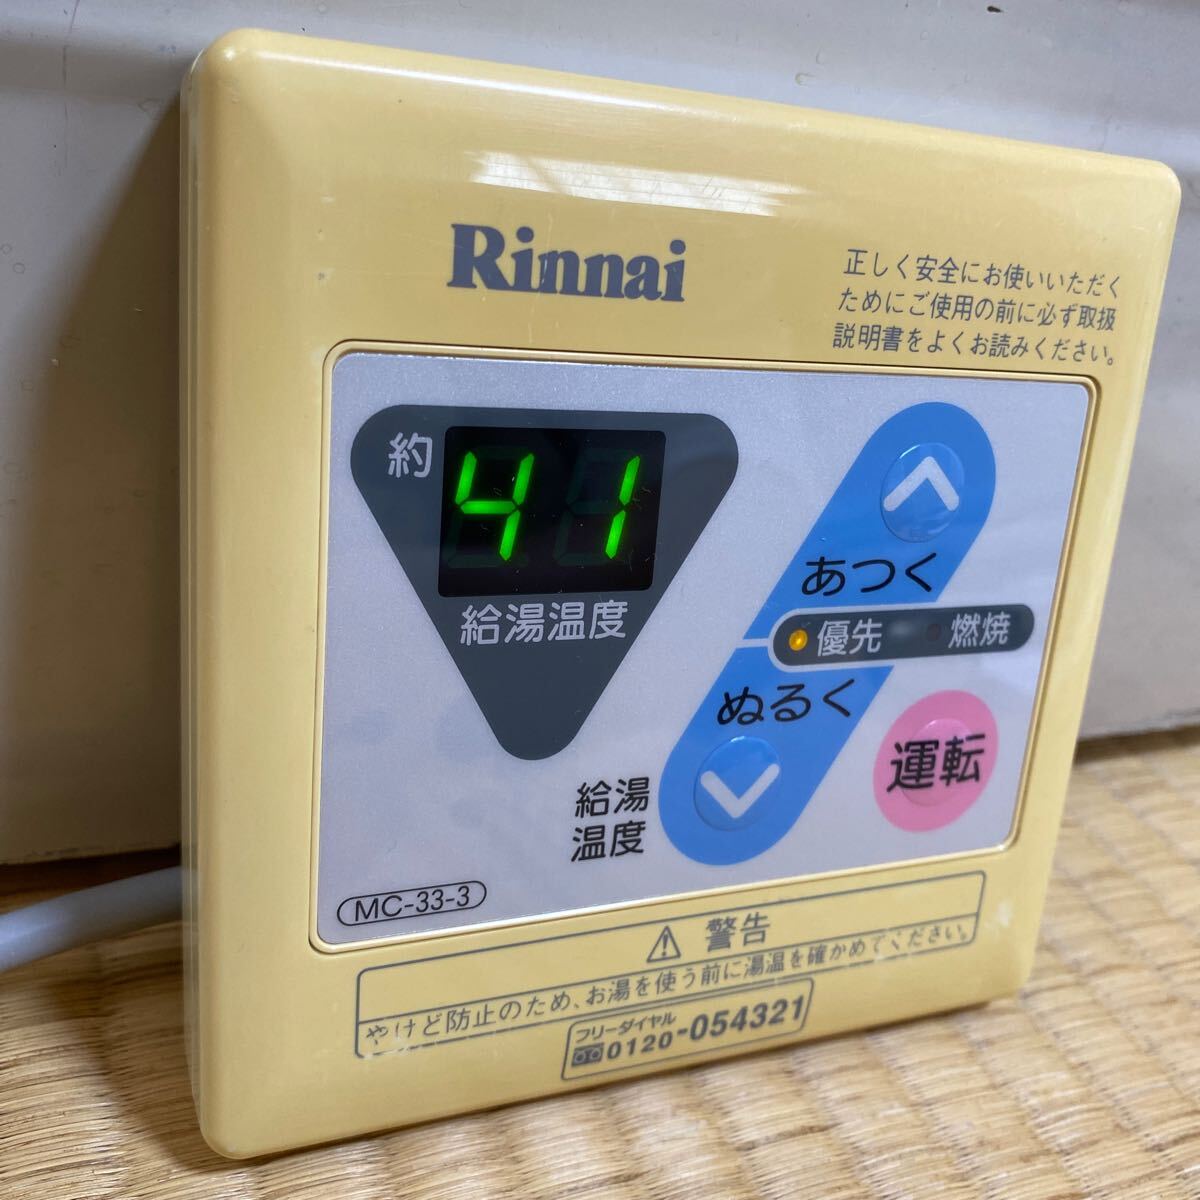 Rinnai
正しく安全にお使いいただく
ためにご使用の前に必ず取扱
説明書をよくお読みください。
約
41
給湯温度
あつく
優先 燃焼
ぬるく
運転
給湯
温度
MC-33-3
⚠ 警告
やけど防止のため、お湯を使う前に湯温を確かめてください。
フリーダイヤル
0120-054321